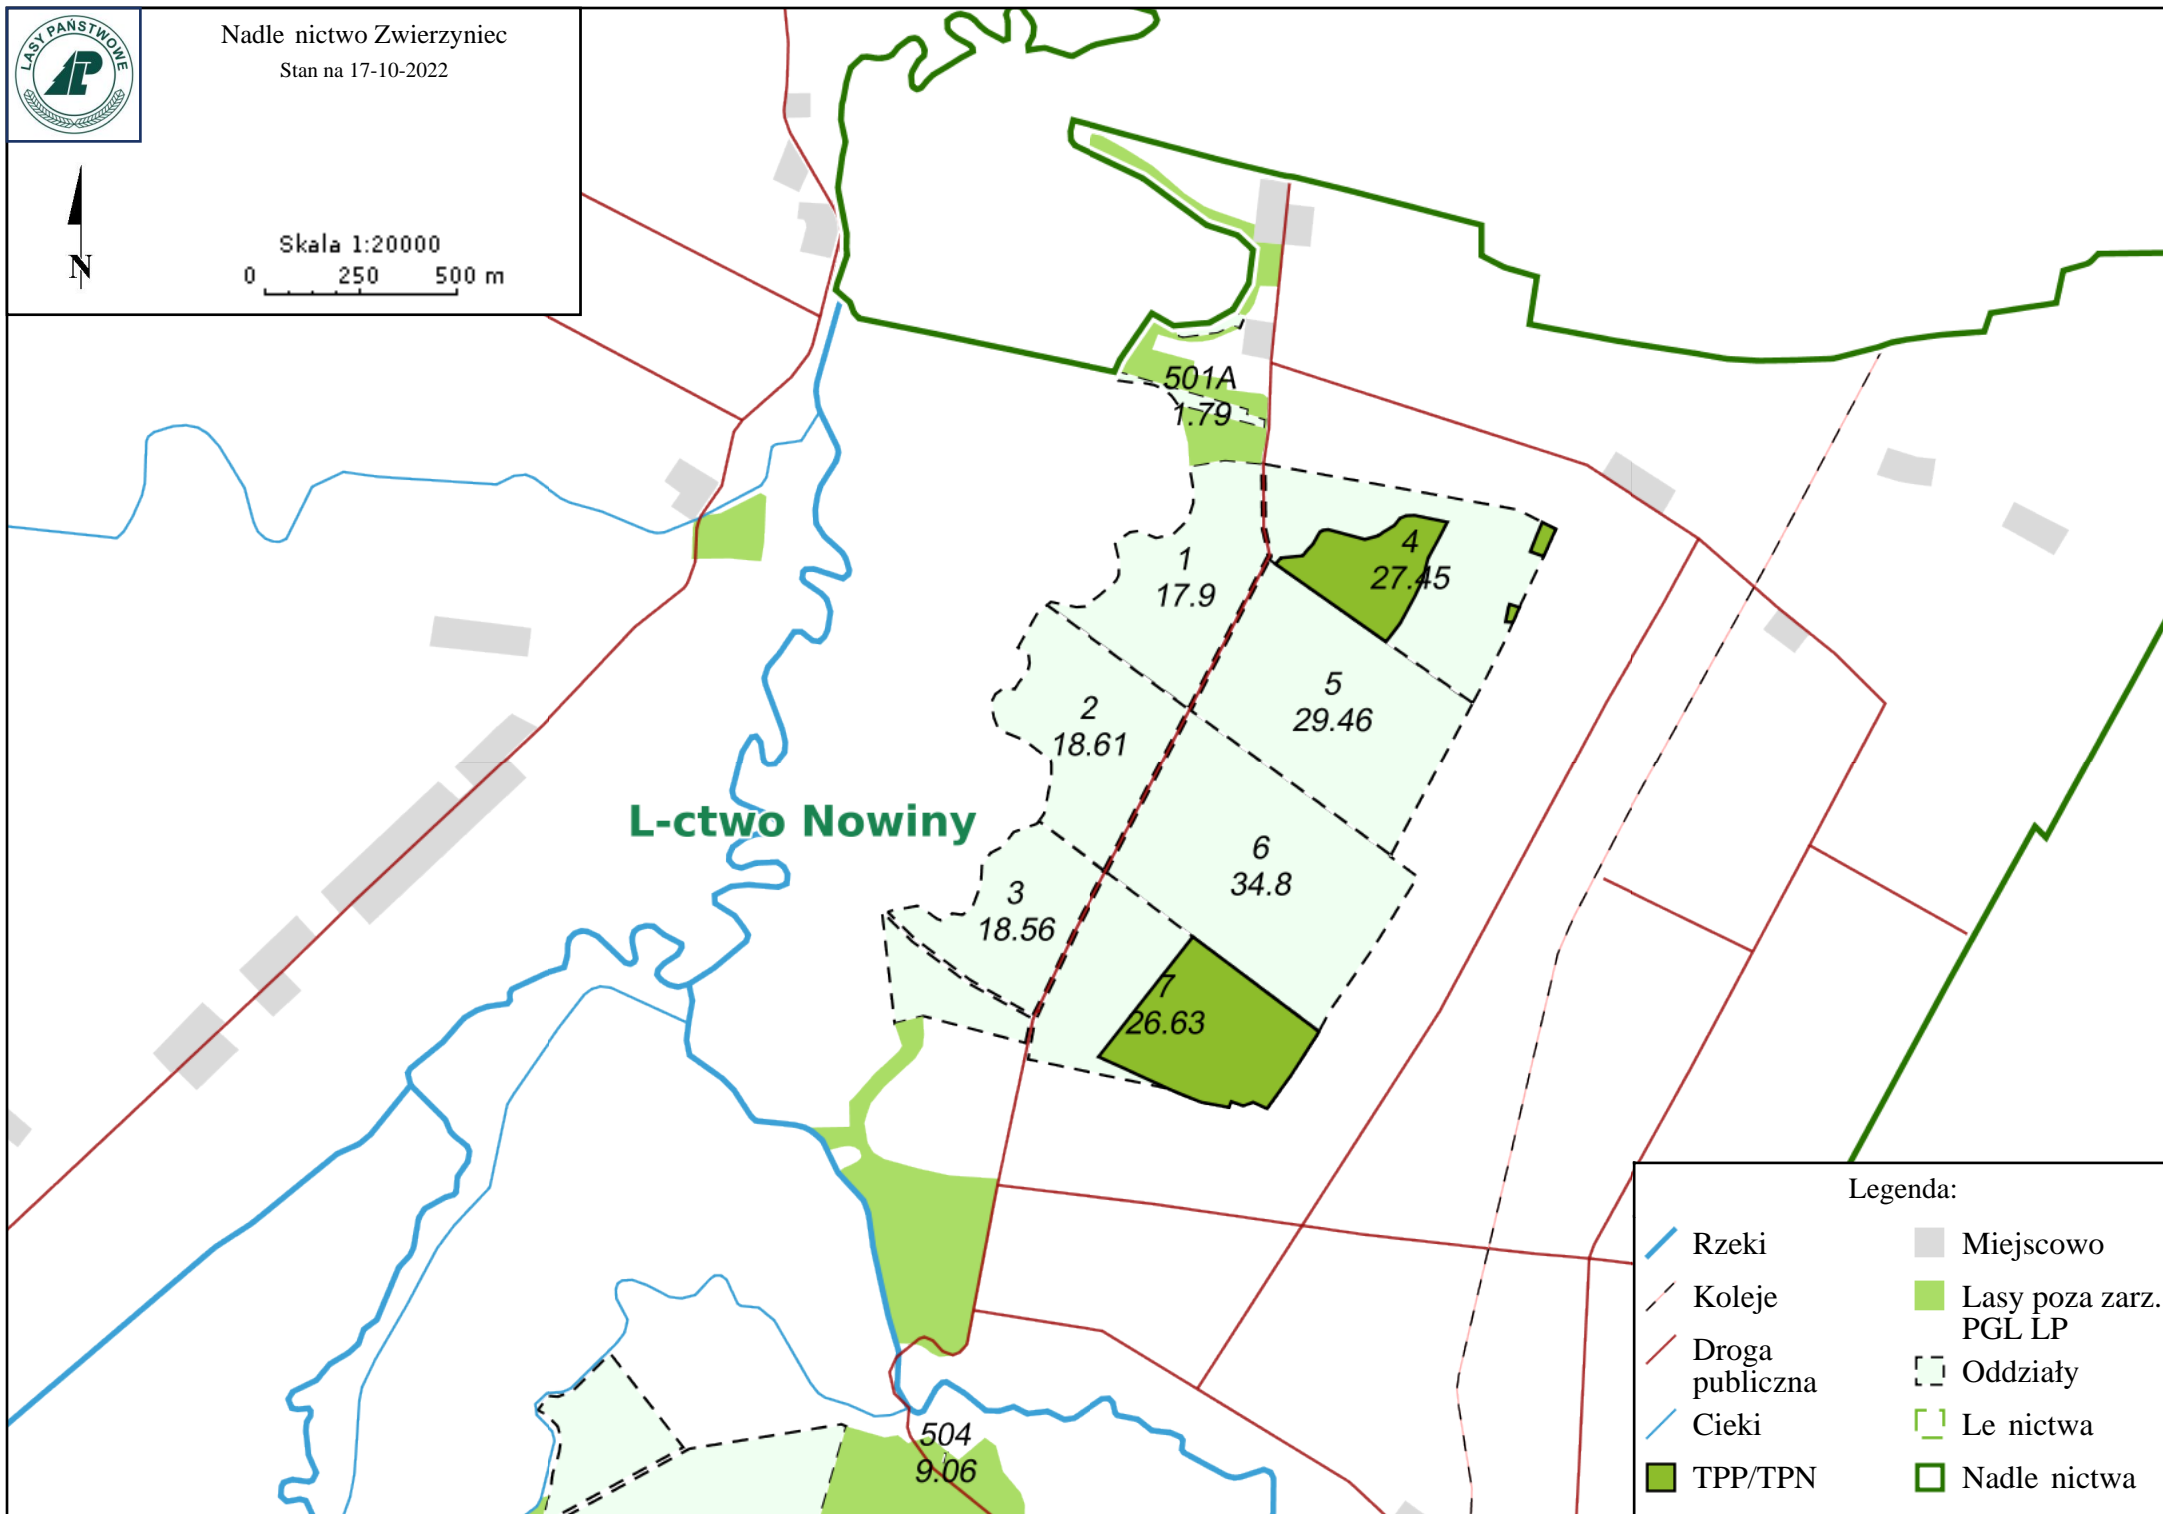 LASY PAŃSTWOWE
LP
Nadle nictwo Zwierzyniec
Stan na 17-10-2022
N
Skala 1:20000
0 250 500 m
501A
1.79
1
17.9
4
27.45
2
18.61
5
29.46
L-ctwo Nowiny
3
18.56
6
34.8
7
26.63
504
9.06
Legenda:
Rzeki
Koleje
Droga
publiczna
Cieki
TPP/TPN
Miejscowo
Lasy poza zarz.
PGL LP
Oddziały
Le nictwa
Nadle nictwa